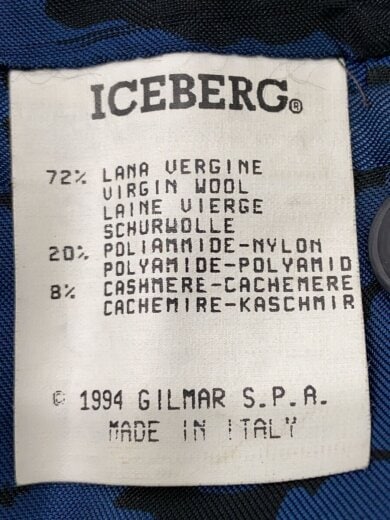 ICEBERG®
72% LANA VERGINE
VIRGIN WOOL
LAINE VIERGE
SCHURWOLLE
20% POLIAMMIDE-NYLON
POLYAMIDE-POLYAMID
8% CASHMERE-CACHEMERE
CACHEMIRE-KASCHMIR
© 1994 GILMAR S.P.A.
MADE IN ITALY